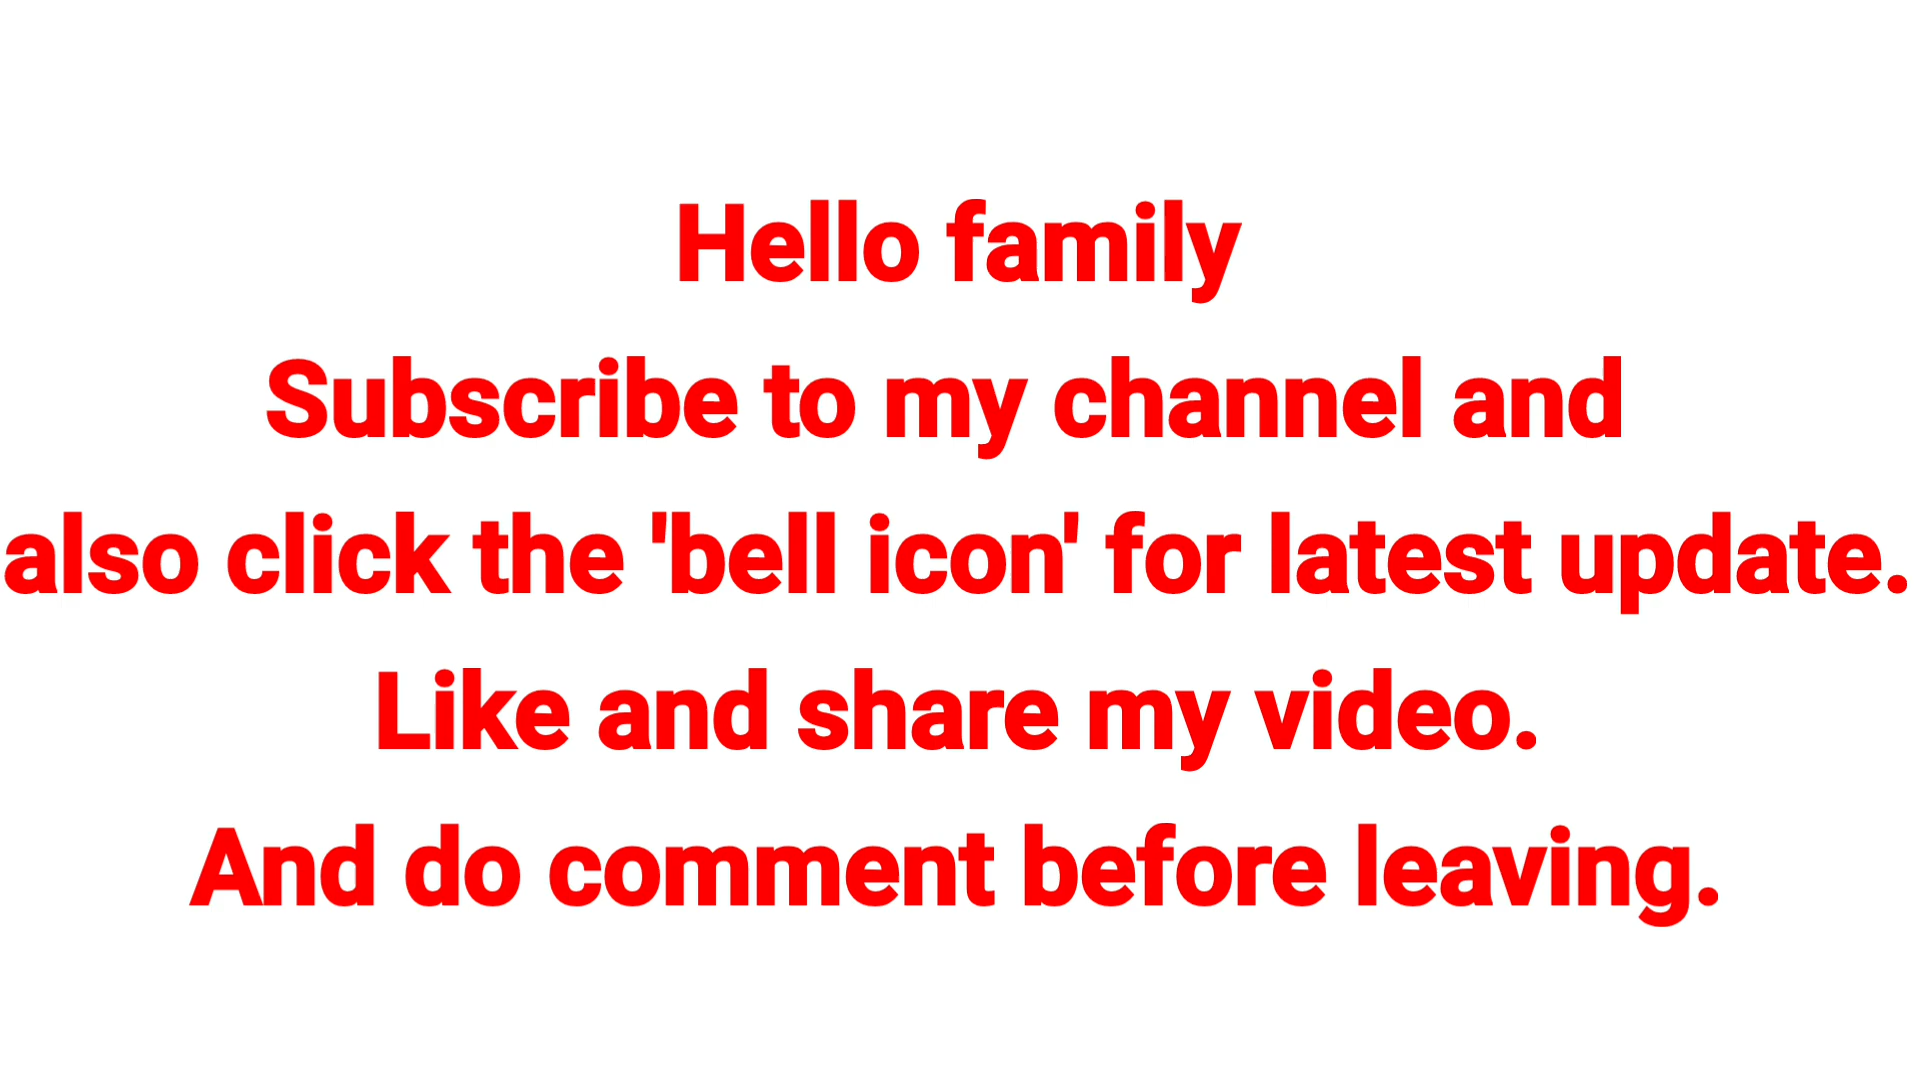 Hello family
Subscribe to my channel and
also click the 'bell icon' for latest update.
Like and share my video.
And do comment before leaving.